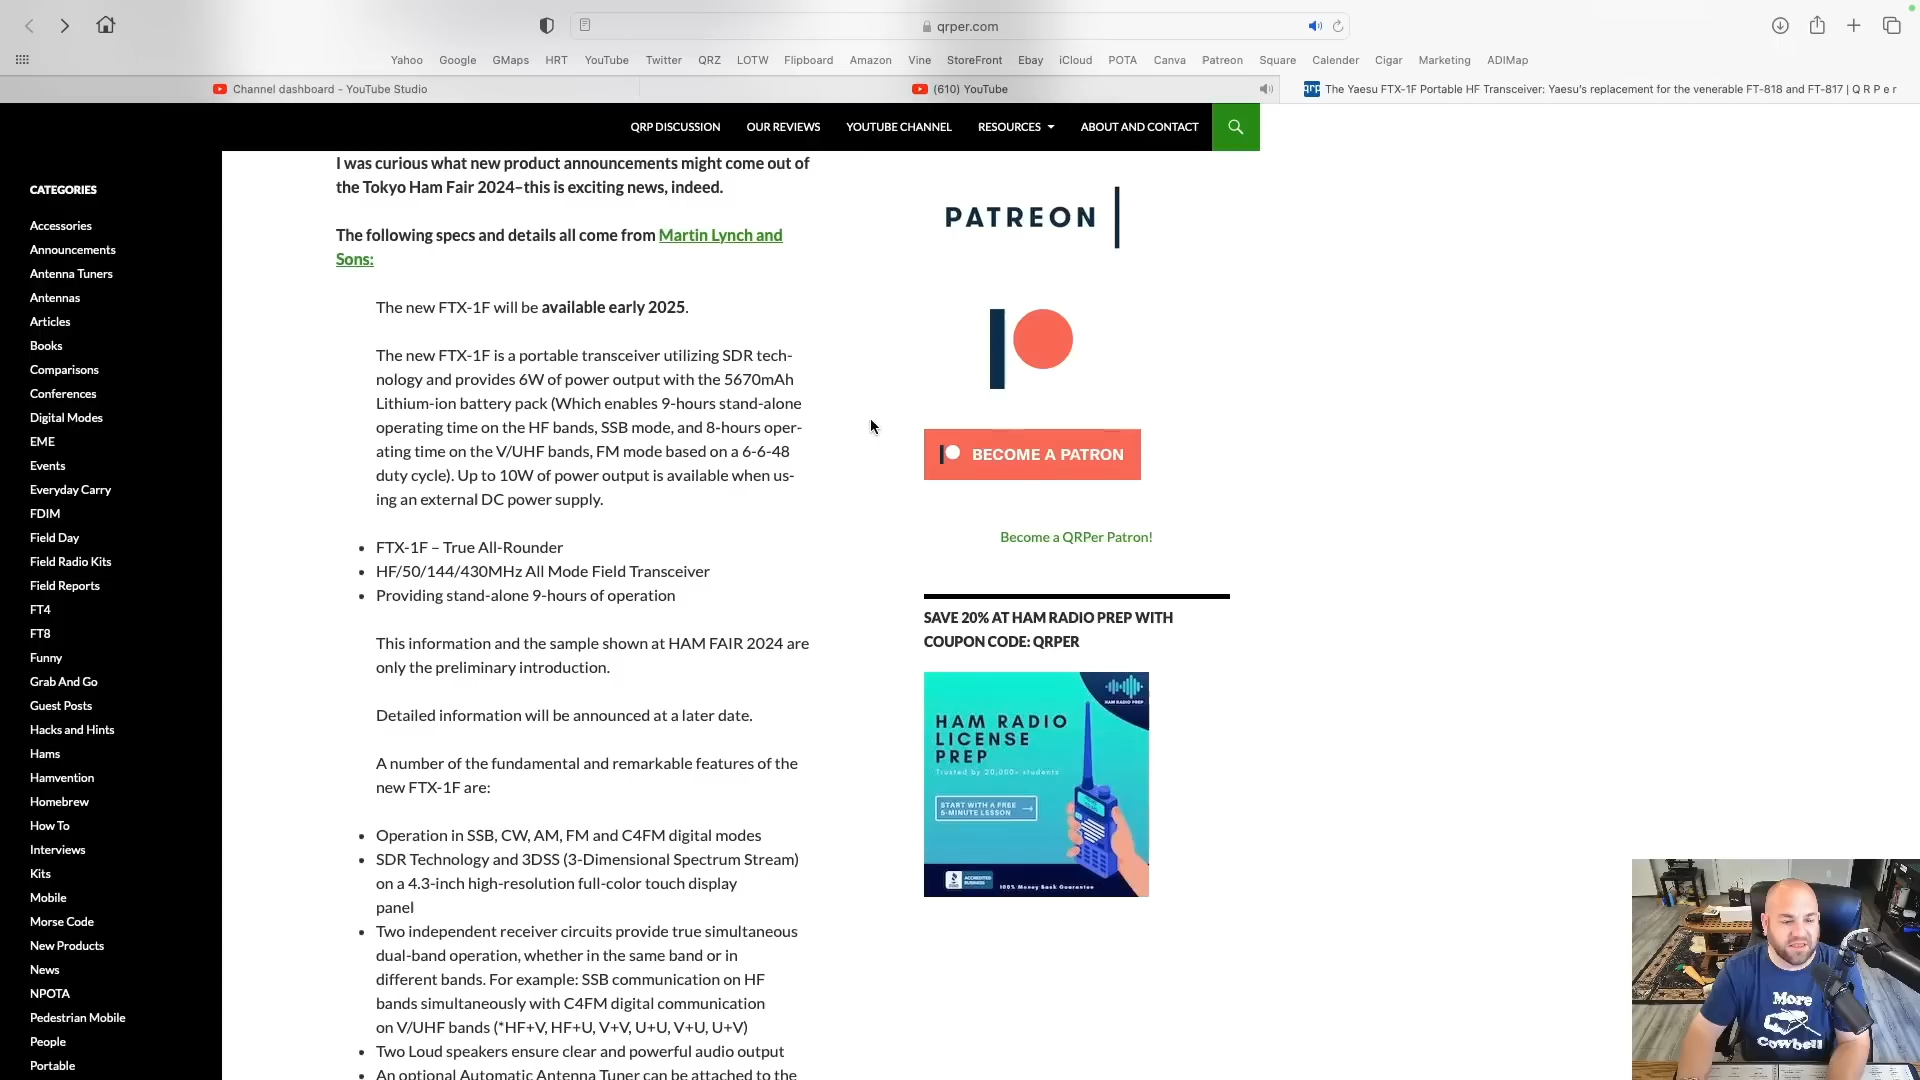 qrper.com
Yahoo Google GMaps HRT YouTube Twitter QRZ LOTW Flipboard Amazon Vine StoreFront Ebay iCloud POTA Canva Patreon Square Calender Cigar Marketing ADIMap
Channel dashboard - YouTube Studio
(610) YouTube
qrp The Yaesu FTX-1F Portable HF Transceiver: Yaesu's replacement for the venerable FT-818 and FT-817 | Q R P e r
QRP DISCUSSION OUR REVIEWS YOUTUBE CHANNEL RESOURCES ABOUT AND CONTACT
CATEGORIES
Accessories
Announcements
Antenna Tuners
Antennas
Articles
Books
Comparisons
Conferences
Digital Modes
EME
Events
Everyday Carry
FDIM
Field Day
Field Radio Kits
Field Reports
FT4
FT8
Funny
Grab And Go
Guest Posts
Hacks and Hints
Hams
Hamvention
Homebrew
How To
Interviews
Kits
Mobile
Morse Code
New Products
News
NPOTA
Pedestrian Mobile
People
Portable
I was curious what new product announcements might come out of
the Tokyo Ham Fair 2024–this is exciting news, indeed.
The following specs and details all come from Martin Lynch and
Sons:
The new FTX-1F will be available early 2025.
The new FTX-1F is a portable transceiver utilizing SDR tech-
nology and provides 6W of power output with the 5670mAh
Lithium-ion battery pack (Which enables 9-hours stand-alone
operating time on the HF bands, SSB mode, and 8-hours oper-
ating time on the V/UHF bands, FM mode based on a 6-6-48
duty cycle). Up to 10W of power output is available when us-
ing an external DC power supply.
• FTX-1F – True All-Rounder
• HF/50/144/430MHz All Mode Field Transceiver
• Providing stand-alone 9-hours of operation
This information and the sample shown at HAM FAIR 2024 are
only the preliminary introduction.
Detailed information will be announced at a later date.
A number of the fundamental and remarkable features of the
new FTX-1F are:
• Operation in SSB, CW, AM, FM and C4FM digital modes
• SDR Technology and 3DSS (3-Dimensional Spectrum Stream)
on a 4.3-inch high-resolution full-color touch display
panel
• Two independent receiver circuits provide true simultaneous
dual-band operation, whether in the same band or in
different bands. For example: SSB communication on HF
bands simultaneously with C4FM digital communication
on V/UHF bands (*HF+V, HF+U, V+V, U+U, V+U, U+V)
• Two Loud speakers ensure clear and powerful audio output
• An optional Automatic Antenna Tuner can be attached to the
PATREON
BECOME A PATRON
Become a QRPer Patron!
SAVE 20% AT HAM RADIO PREP WITH
COUPON CODE: QRPER
HAM RADIO PREP
HAM RADIO
LICENSE
PREP
Trusted by 20,000+ students
START WITH A FREE
5-MINUTE LESSON
ACCREDITED
BUSINESS
100% Money Back Guarantee
More
Cowbell